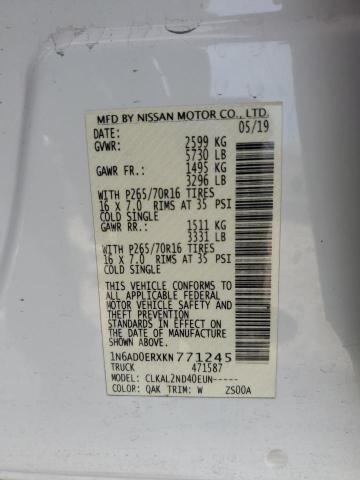 MFD BY NISSAN MOTOR CO., LTD.
DATE: 05/19
GVWR: 2599 KG
5730 LB
GAWR FR.: 1495 KG
3296 LB
WITH P265/70R16 TIRES
16 X 7.0 RIMS AT 35 PSI
COLD SINGLE
GAWR RR.: 1511 KG
3331 LB
WITH P265/70R16 TIRES
16 X 7.0 RIMS AT 35 PSI
COLD SINGLE
THIS VEHICLE CONFORMS TO
ALL APPLICABLE FEDERAL
MOTOR VEHICLE SAFETY AND
THEFT PREVENTION
STANDARDS IN EFFECT ON
THE DATE OF MANUFACTURE
SHOWN ABOVE.
1N6AD0ERXKN771245
TRUCK 471587
MODEL: CLKAL2ND40EUN-----
COLOR: QAK TRIM: W ZS00A